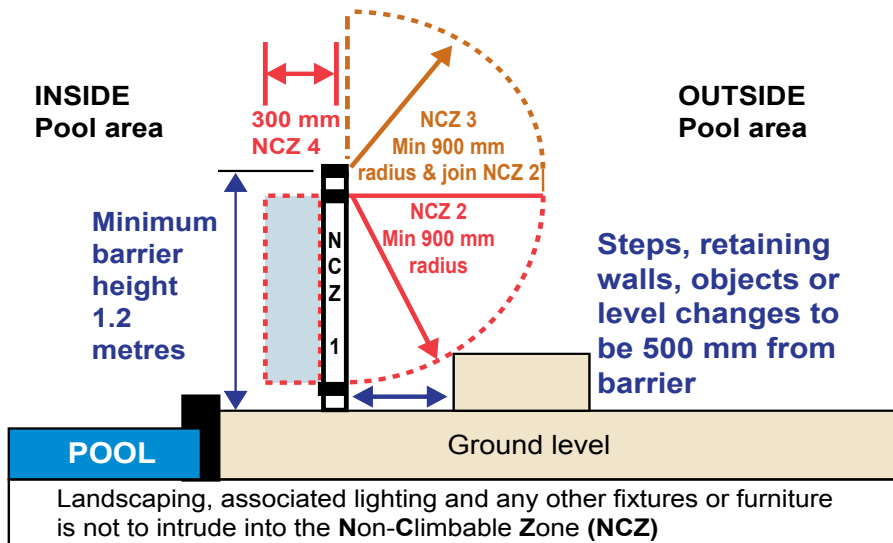 INSIDE
Pool area
300 mm
NCZ 4
NCZ 3
Min 900 mm
radius & join NCZ 2
OUTSIDE
Pool area
Minimum
barrier
height
1.2
metres
N
C
Z
1
NCZ 2
Min 900 mm
radius
Steps, retaining
walls, objects or
level changes to
be 500 mm from
barrier
POOL
Ground level
Landscaping, associated lighting and any other fixtures or furniture
is not to intrude into the Non-Climbable Zone (NCZ)